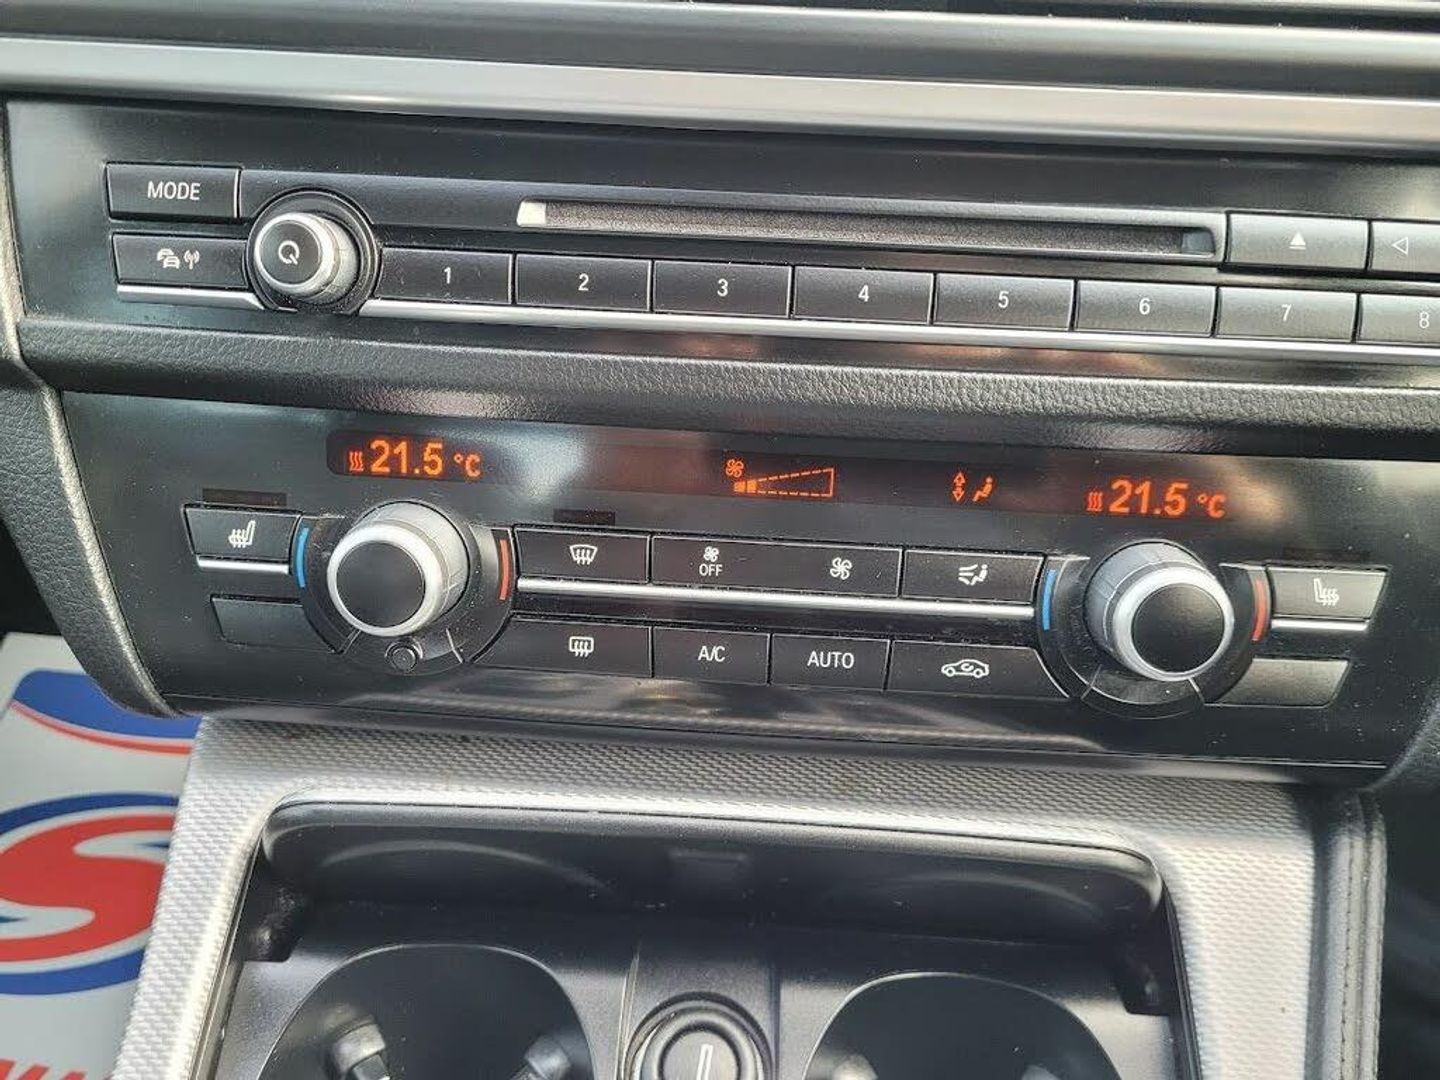 MODE
1 2 3 4 5 6 7 8
21.5 °C 21.5 °C
OFF
A/C AUTO